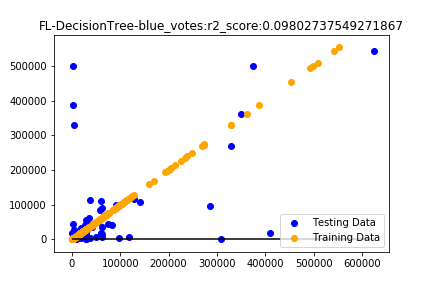 FL-DecisionTree-blue_votes:r2_score:0.09802737549271867
500000
400000
300000
200000
100000
0
Testing Data
Training Data
0 100000 200000 300000 400000 500000 600000